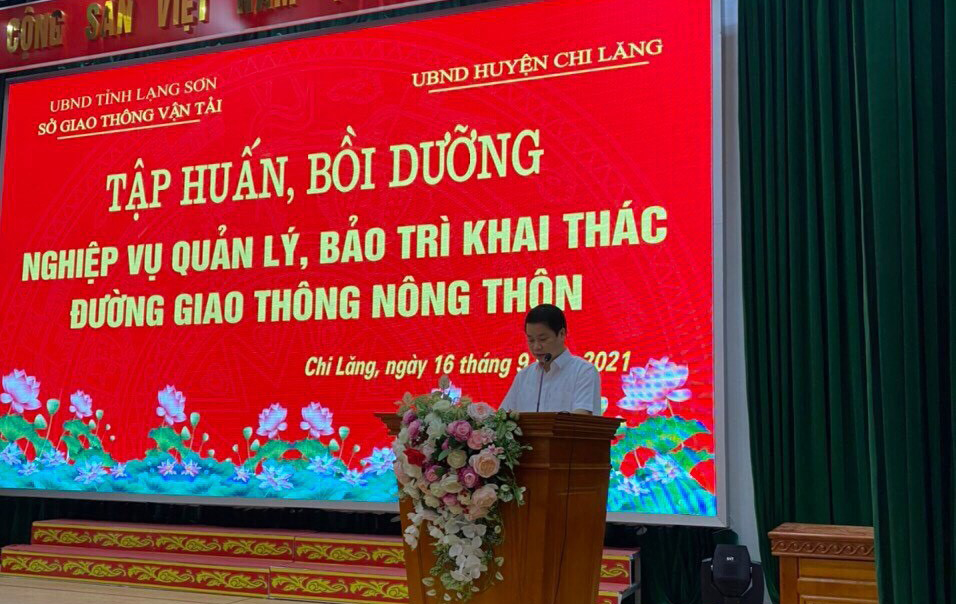 CỘNG SẢN VIỆT NAM
UBND TỈNH LẠNG SƠN
SỞ GIAO THÔNG VẬN TẢI
UBND HUYỆN CHI LĂNG
TẬP HUẤN, BỒI DƯỠNG
NGHIỆP VỤ QUẢN LÝ, BẢO TRÌ KHAI THÁC
ĐƯỜNG GIAO THÔNG NÔNG THÔN
Chi Lăng, ngày 16 tháng 9 2021